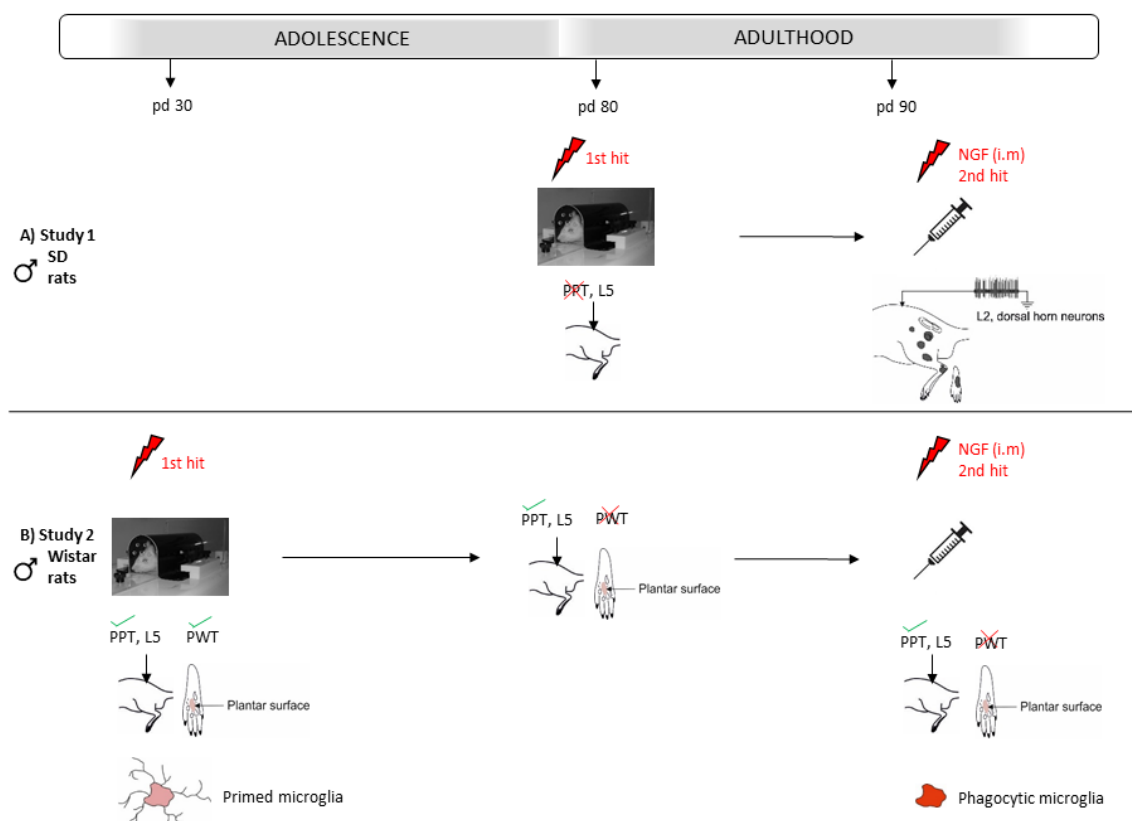 ADOLESCENCE
ADULTHOOD
pd 30
pd 80
pd 90
1st hit
NGF (i.m)
2nd hit
A) Study 1
SD
rats
PPT, L5
L2, dorsal horn neurons
1st hit
NGF (i.m)
2nd hit
B) Study 2
Wistar
rats
PPT, L5
PWT
Plantar surface
PPT, L5
PWT
Plantar surface
PPT, L5
PWT
Plantar surface
Primed microglia
Phagocytic microglia